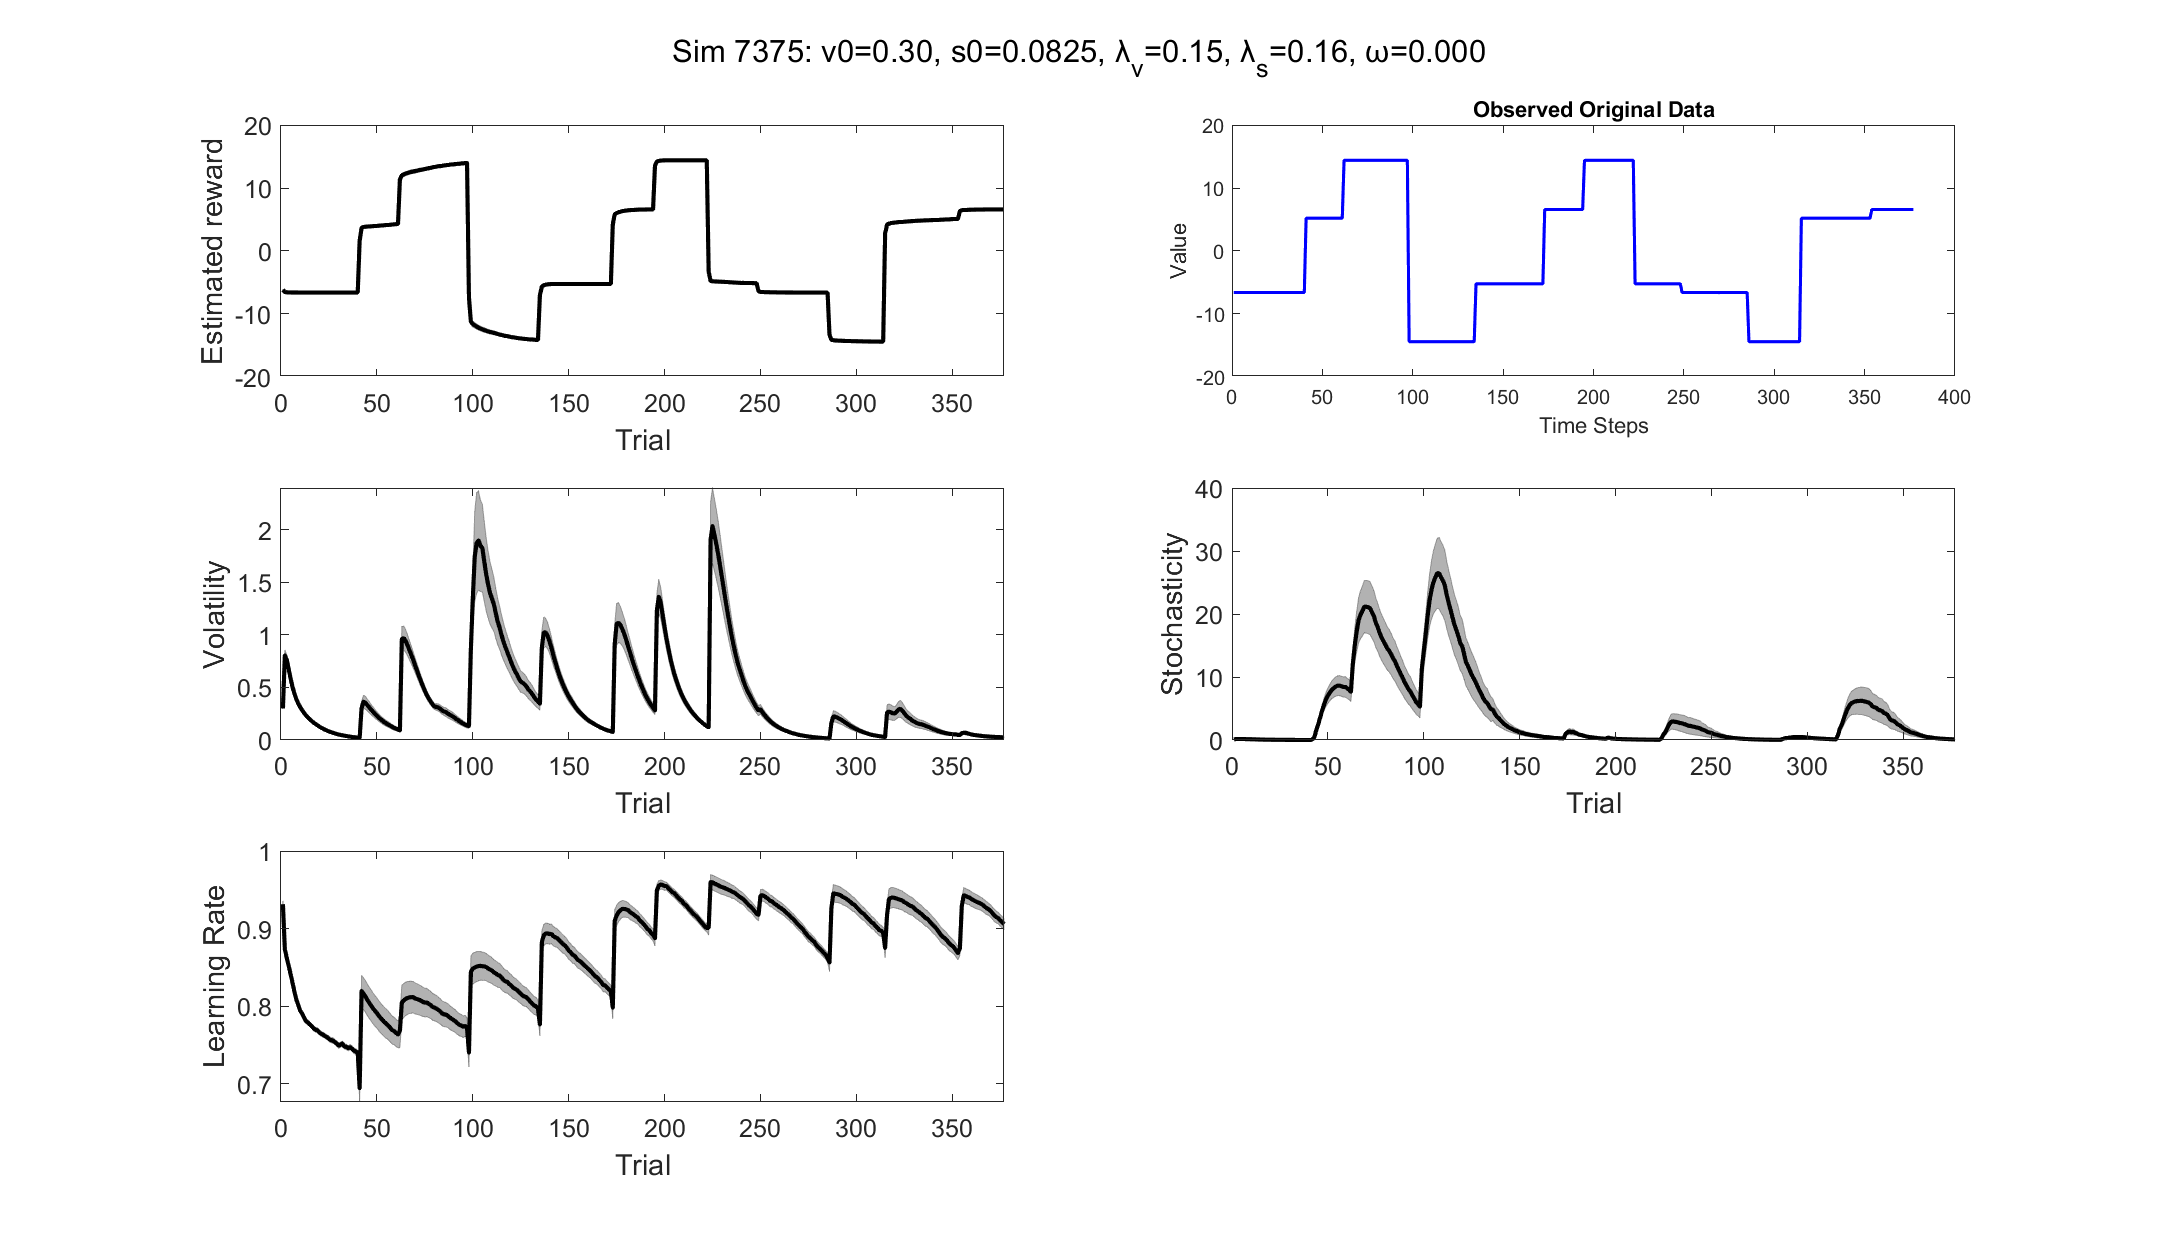 Sim 7375: v0=0.30, s0=0.0825, λv=0.15, λs=0.16, ω=0.000
Estimated reward
20
10
0
-10
-20
0 50 100 150 200 250 300 350
Trial
Observed Original Data
Value
20
10
0
-10
-20
0 50 100 150 200 250 300 350 400
Time Steps
Volatility
2
1.5
1
0.5
0
0 50 100 150 200 250 300 350
Trial
Stochasticity
40
30
20
10
0
0 50 100 150 200 250 300 350
Trial
Learning Rate
1
0.9
0.8
0.7
0 50 100 150 200 250 300 350
Trial